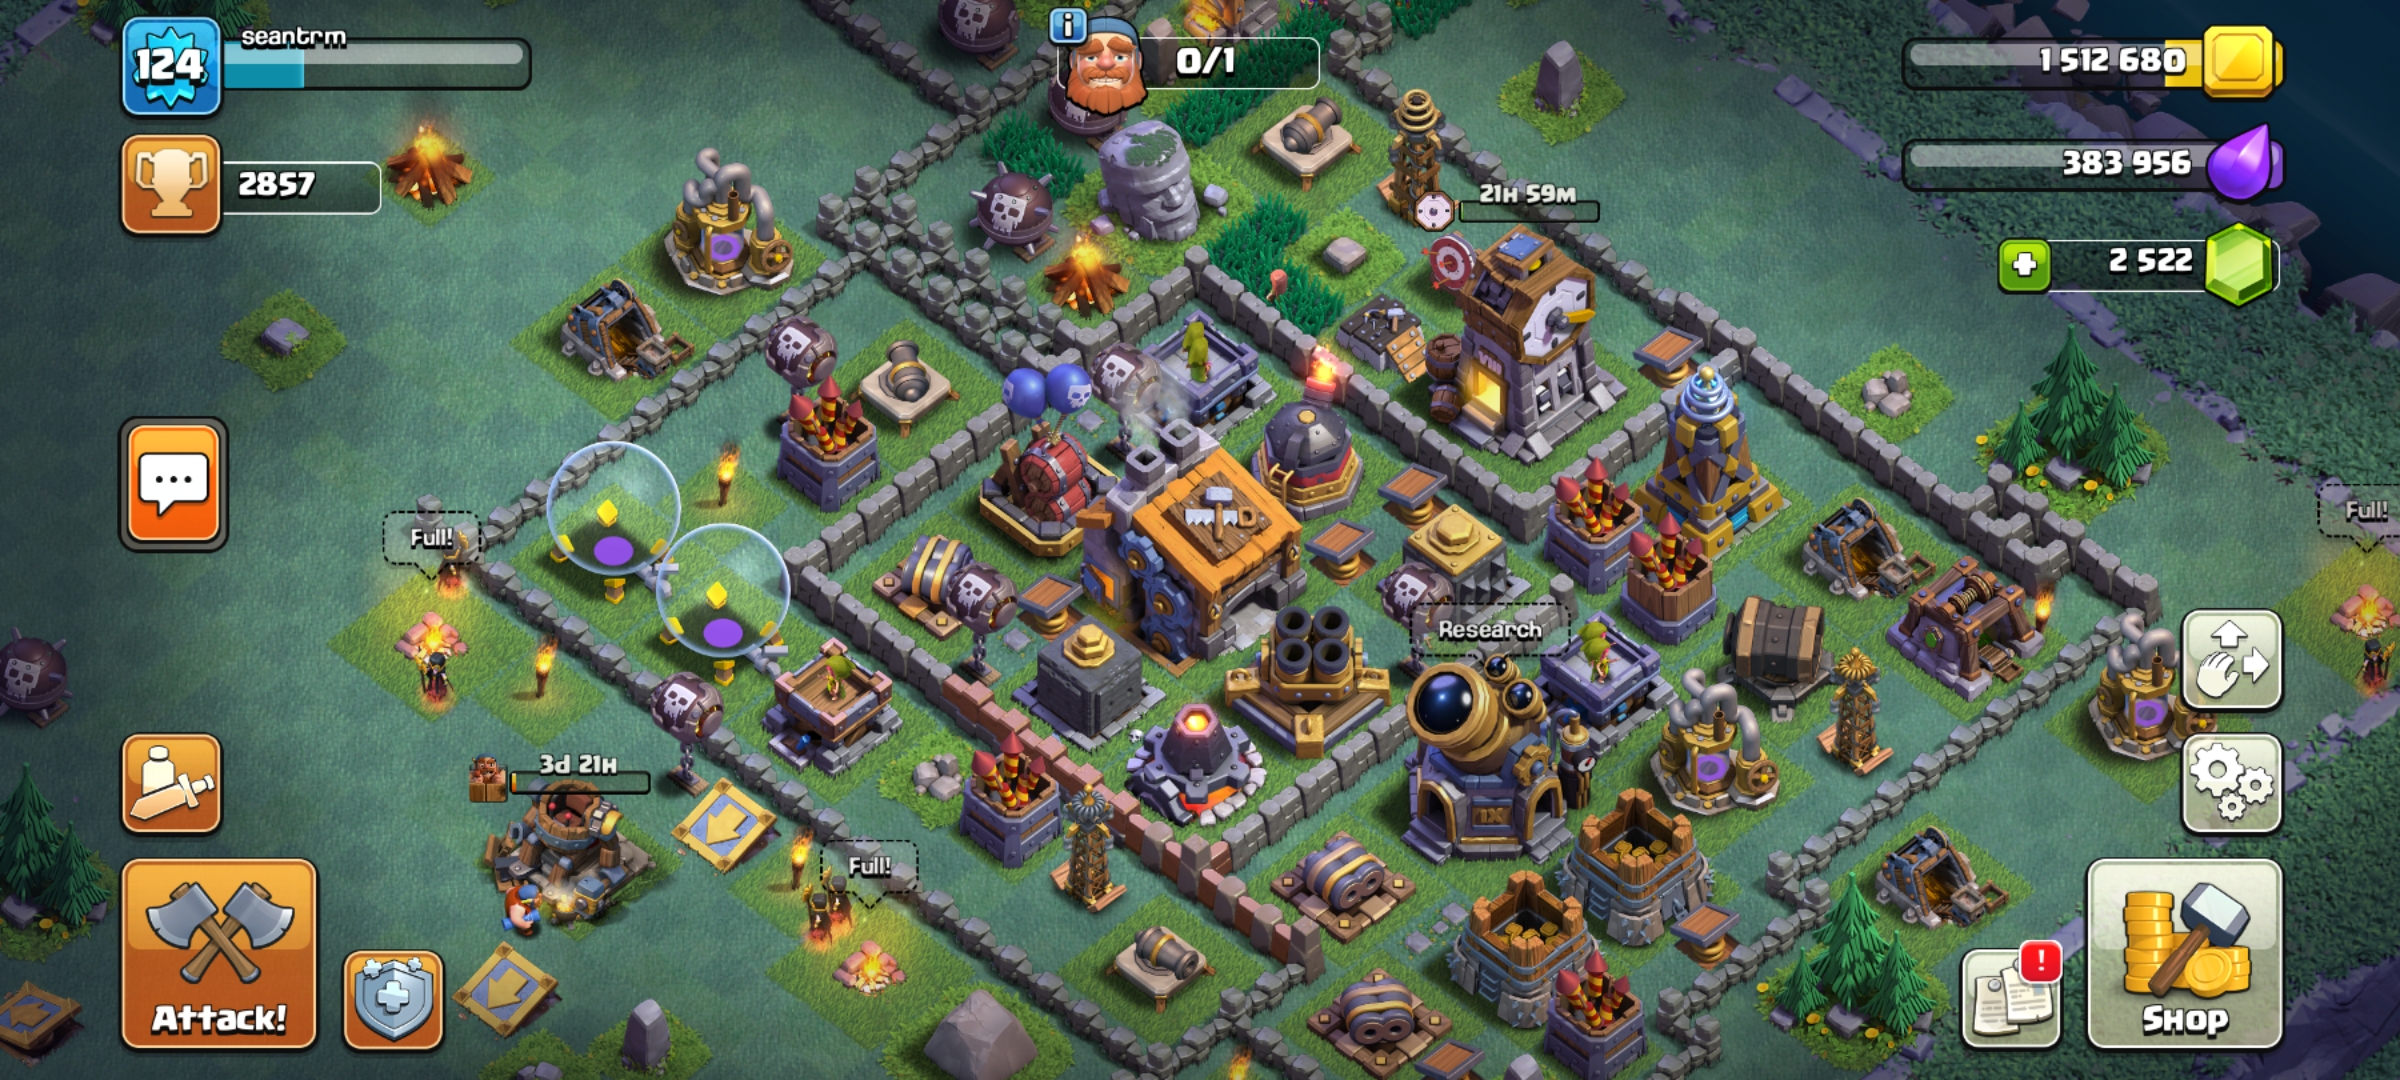 124
seantrm
0/1
1 512 680
2857
383 956
21H 59M
2 522
Full!
Full!
Research
3d 21H
Full!
Attack!
!
Shop